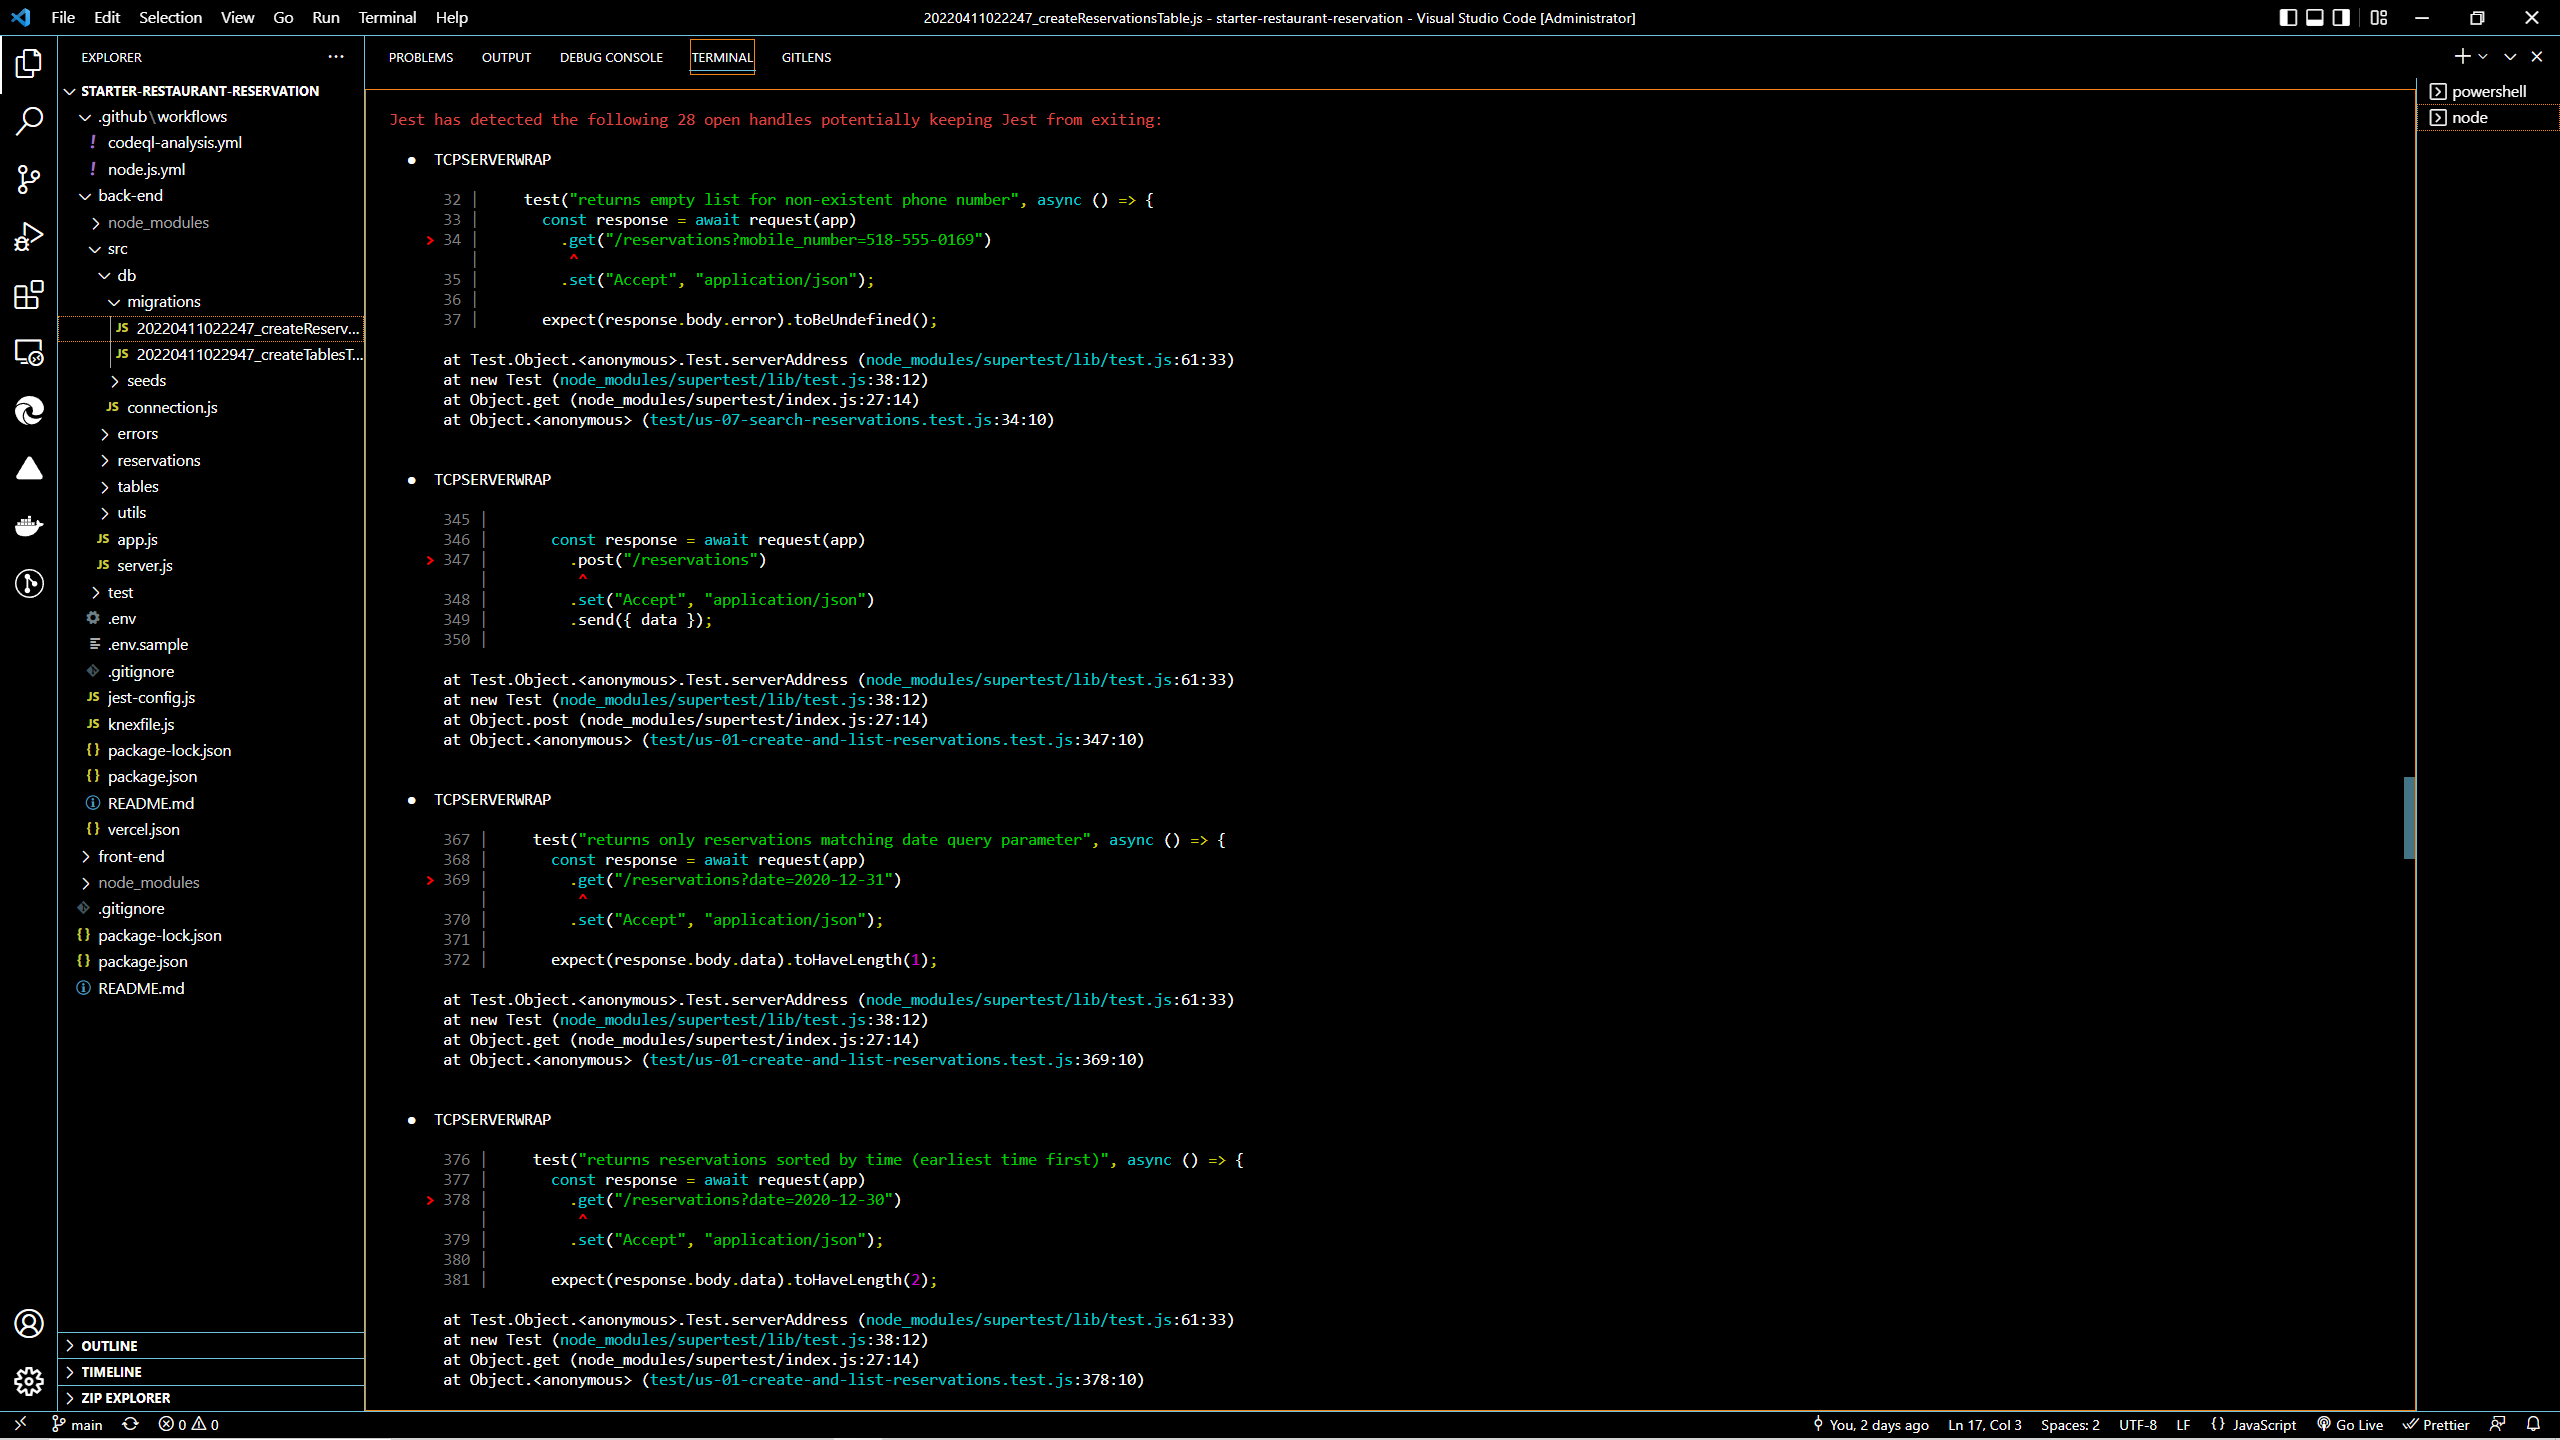 File Edit Selection View Go Run Terminal Help
20220411022247_createReservationsTable.js - starter-restaurant-reservation - Visual Studio Code [Administrator]
EXPLORER
STARTER-RESTAURANT-RESERVATION
.github\workflows
codeql-analysis.yml
node.js.yml
back-end
node_modules
src
db
migrations
JS 20220411022247_createReserv...
JS 20220411022947_createTablesT...
seeds
JS connection.js
errors
reservations
tables
utils
JS app.js
JS server.js
test
.env
.env.sample
.gitignore
JS jest-config.js
JS knexfile.js
{} package-lock.json
{} package.json
README.md
{} vercel.json
front-end
node_modules
.gitignore
{} package-lock.json
{} package.json
README.md
OUTLINE
TIMELINE
ZIP EXPLORER
PROBLEMS OUTPUT DEBUG CONSOLE TERMINAL GITLENS
Jest has detected the following 28 open handles potentially keeping Jest from exiting:
● TCPSERVERWRAP
32 | test("returns empty list for non-existent phone number", async () => {
33 | const response = await request(app)
> 34 | .get("/reservations?mobile_number=518-555-0169")
| ^
35 | .set("Accept", "application/json");
36 |
37 | expect(response.body.error).toBeUndefined();
at Test.Object.<anonymous>.Test.serverAddress (node_modules/supertest/lib/test.js:61:33)
at new Test (node_modules/supertest/lib/test.js:38:12)
at Object.get (node_modules/supertest/index.js:27:14)
at Object.<anonymous> (test/us-07-search-reservations.test.js:34:10)
● TCPSERVERWRAP
345 |
346 | const response = await request(app)
> 347 | .post("/reservations")
| ^
348 | .set("Accept", "application/json")
349 | .send({ data });
350 |
at Test.Object.<anonymous>.Test.serverAddress (node_modules/supertest/lib/test.js:61:33)
at new Test (node_modules/supertest/lib/test.js:38:12)
at Object.post (node_modules/supertest/index.js:27:14)
at Object.<anonymous> (test/us-01-create-and-list-reservations.test.js:347:10)
● TCPSERVERWRAP
367 | test("returns only reservations matching date query parameter", async () => {
368 | const response = await request(app)
> 369 | .get("/reservations?date=2020-12-31")
| ^
370 | .set("Accept", "application/json");
371 |
372 | expect(response.body.data).toHaveLength(1);
at Test.Object.<anonymous>.Test.serverAddress (node_modules/supertest/lib/test.js:61:33)
at new Test (node_modules/supertest/lib/test.js:38:12)
at Object.get (node_modules/supertest/index.js:27:14)
at Object.<anonymous> (test/us-01-create-and-list-reservations.test.js:369:10)
● TCPSERVERWRAP
376 | test("returns reservations sorted by time (earliest time first)", async () => {
377 | const response = await request(app)
> 378 | .get("/reservations?date=2020-12-30")
| ^
379 | .set("Accept", "application/json");
380 |
381 | expect(response.body.data).toHaveLength(2);
at Test.Object.<anonymous>.Test.serverAddress (node_modules/supertest/lib/test.js:61:33)
at new Test (node_modules/supertest/lib/test.js:38:12)
at Object.get (node_modules/supertest/index.js:27:14)
at Object.<anonymous> (test/us-01-create-and-list-reservations.test.js:378:10)
powershell
node
main 0 0 You, 2 days ago Ln 17, Col 3 Spaces: 2 UTF-8 LF {} JavaScript Go Live Prettier